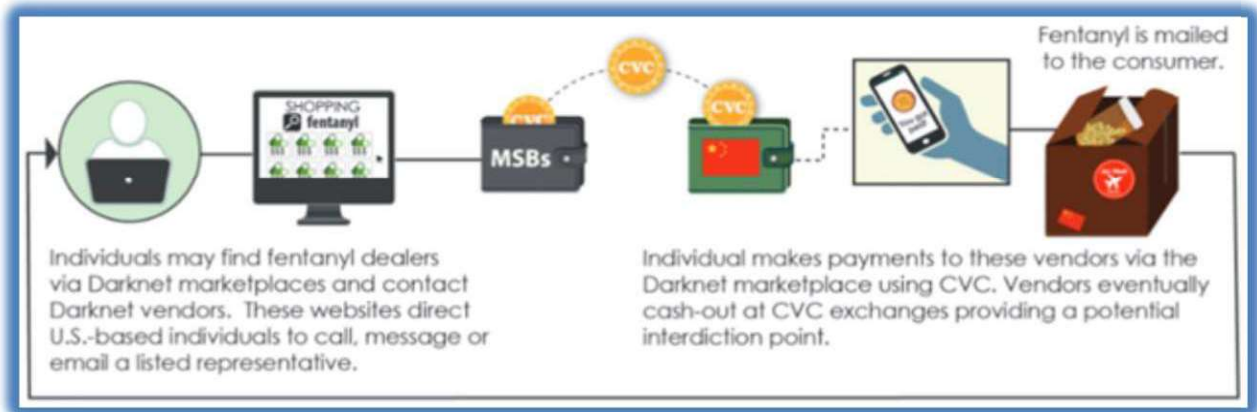 Fentanyl is mailed
to the consumer.
CVC
CVC
CVC
SHOPPING
fentanyl
MSBs
Individuals may find fentanyl dealers
via Darknet marketplaces and contact
Darknet vendors. These websites direct
U.S.-based individuals to call, message or
email a listed representative.
Individual makes payments to these vendors via the
Darknet marketplace using CVC. Vendors eventually
cash-out at CVC exchanges providing a potential
interdiction point.